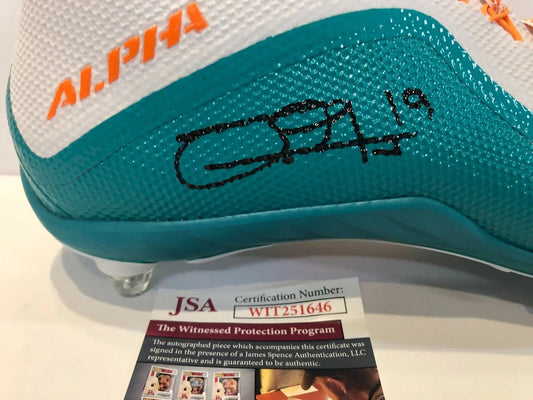 ALPHA
19
JSA
Certification Number:
WIT251646
The Witnessed Protection Program
The autographed piece which accompanies this certificate was
signed in the presence of a James Spence Authentication, LLC
representative and is guaranteed to be authentic.